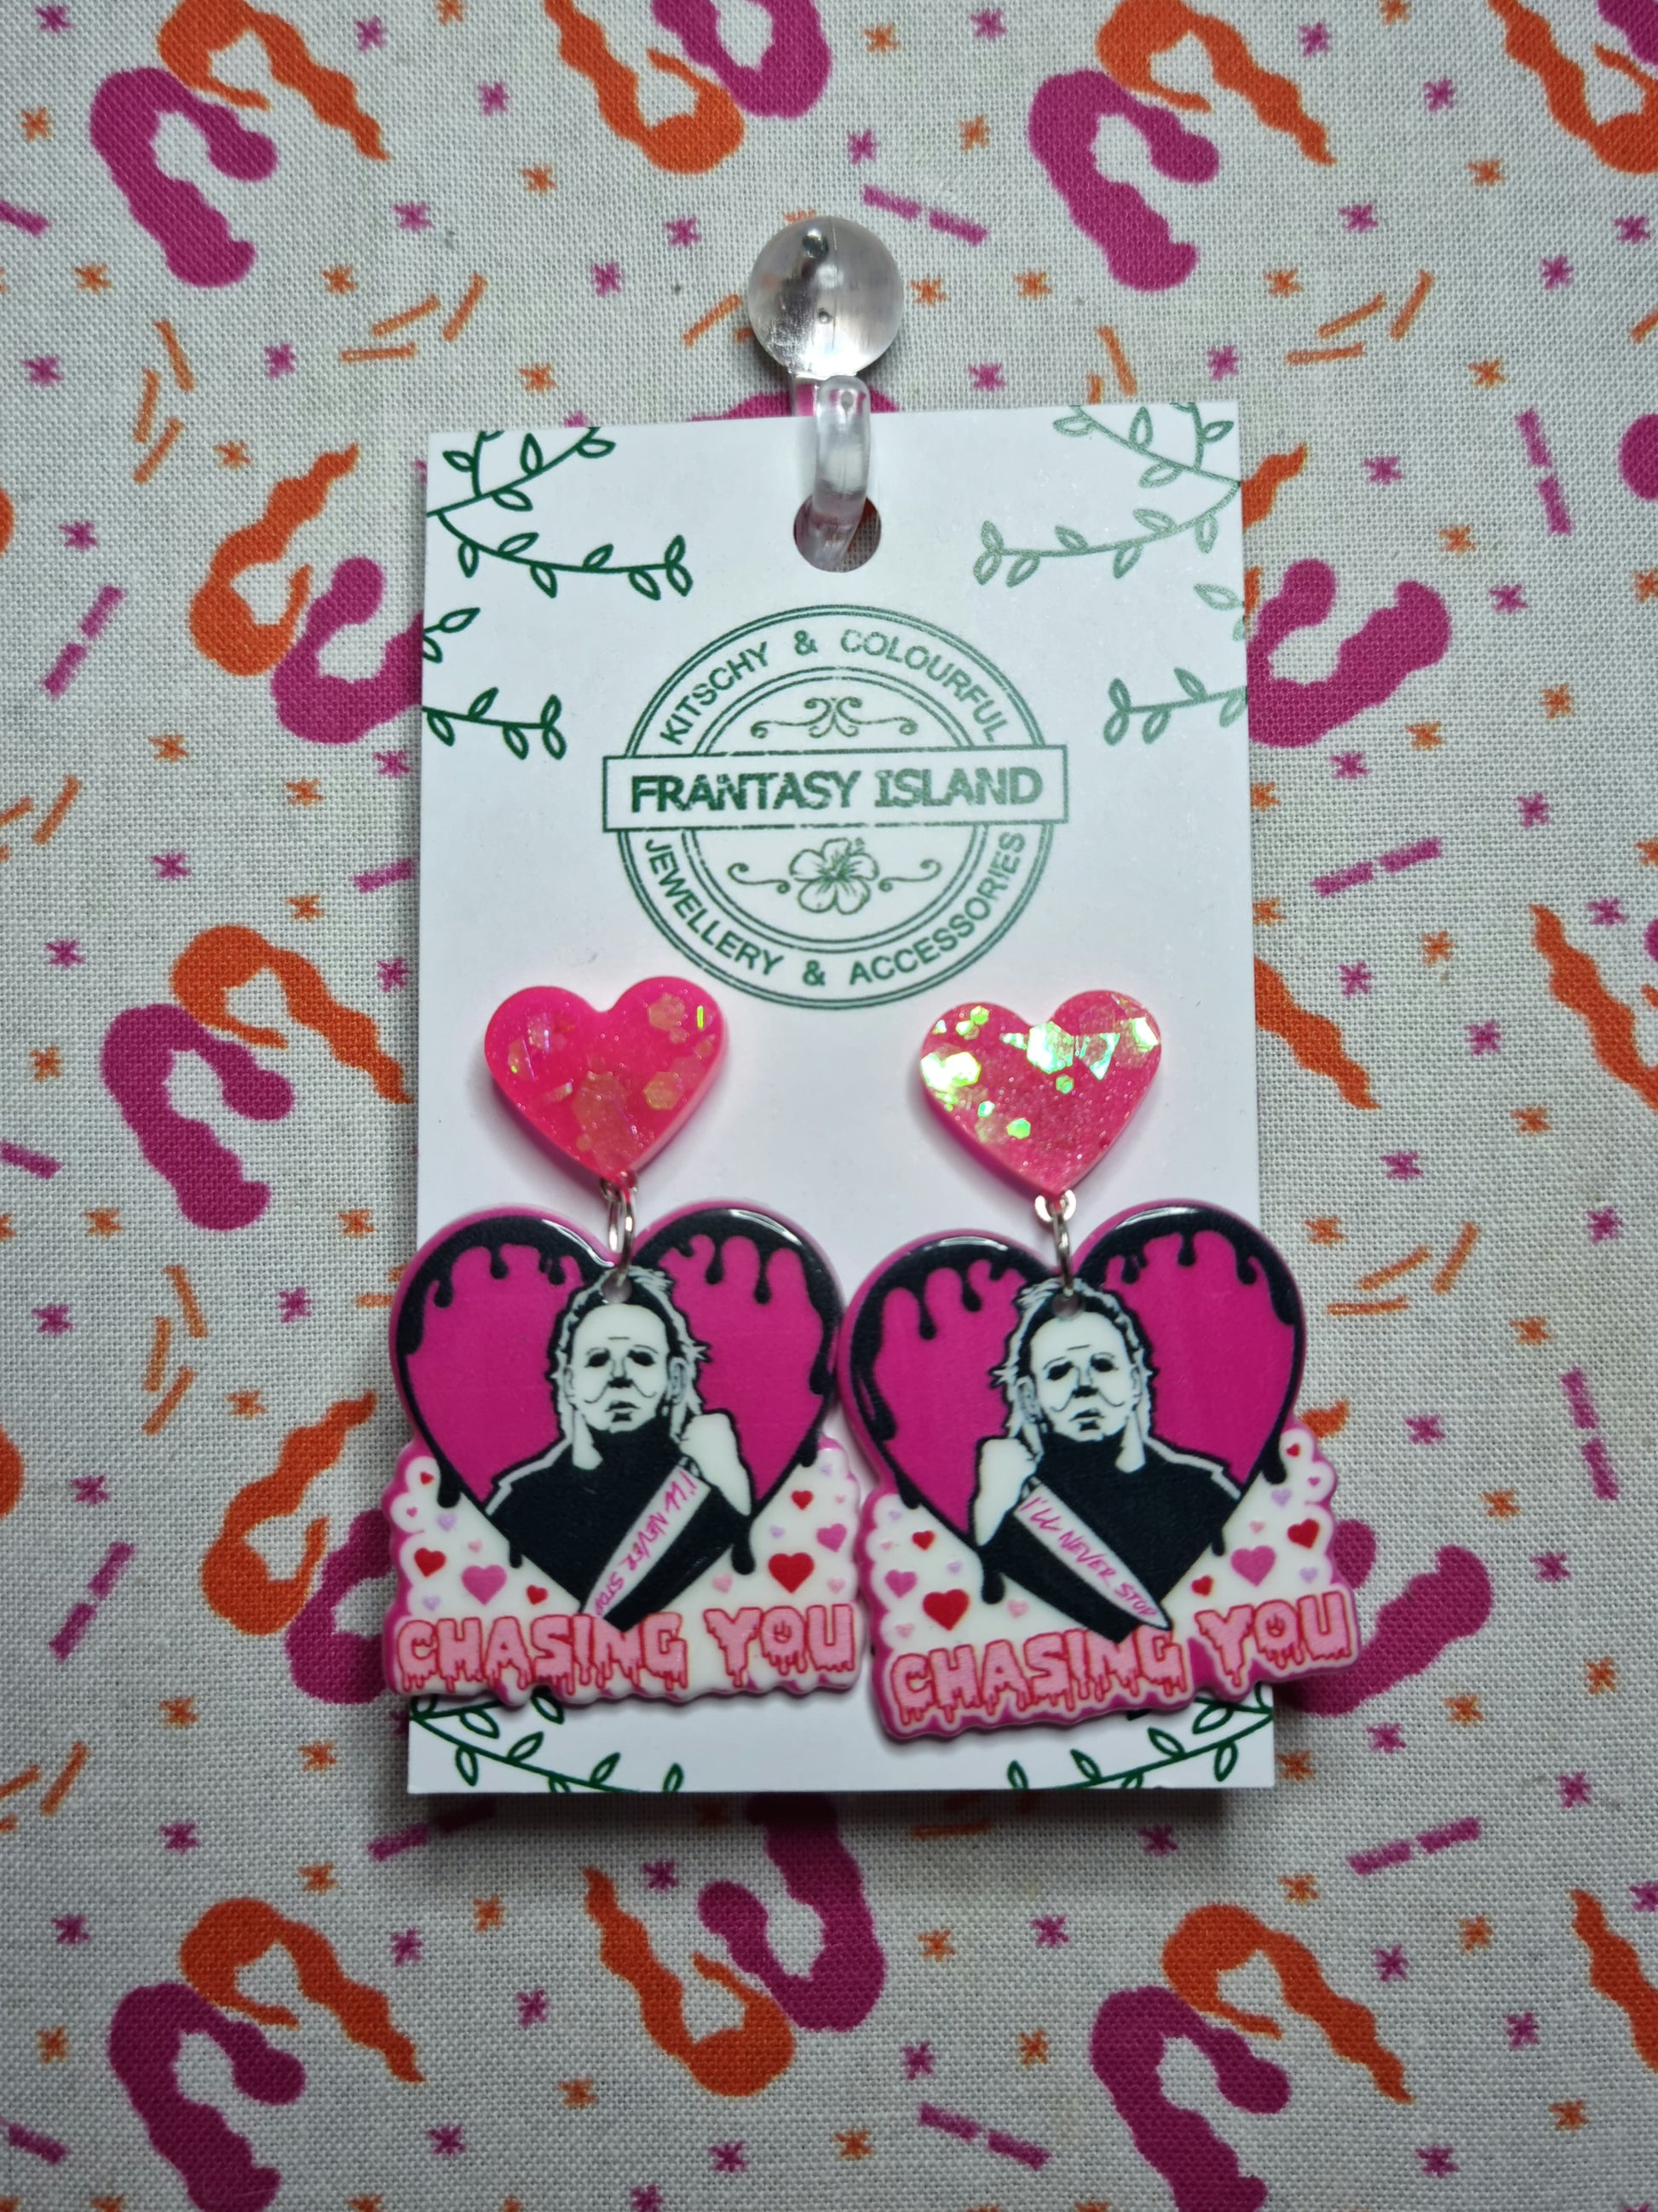 KITSCHY & COLOURFUL
FRANTASY ISLAND
JEWELLERY & ACCESSORIES
I'LL NEVER STOP
CHASING YOU
I'LL NEVER STOP
CHASING YOU